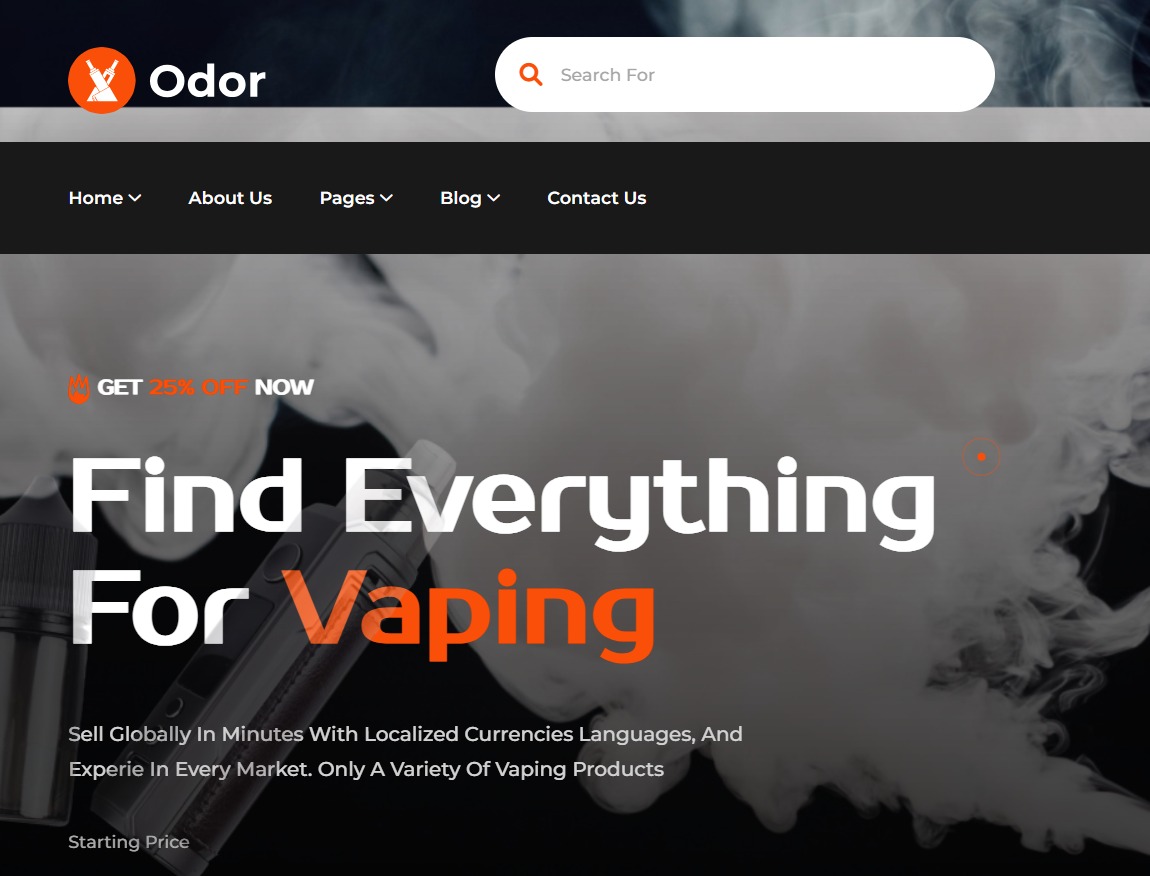 Odor
Search For
Home About Us Pages Blog Contact Us
GET 25% OFF NOW
Find Everything
For Vaping
Sell Globally In Minutes With Localized Currencies Languages, And
Experie In Every Market. Only A Variety Of Vaping Products
Starting Price